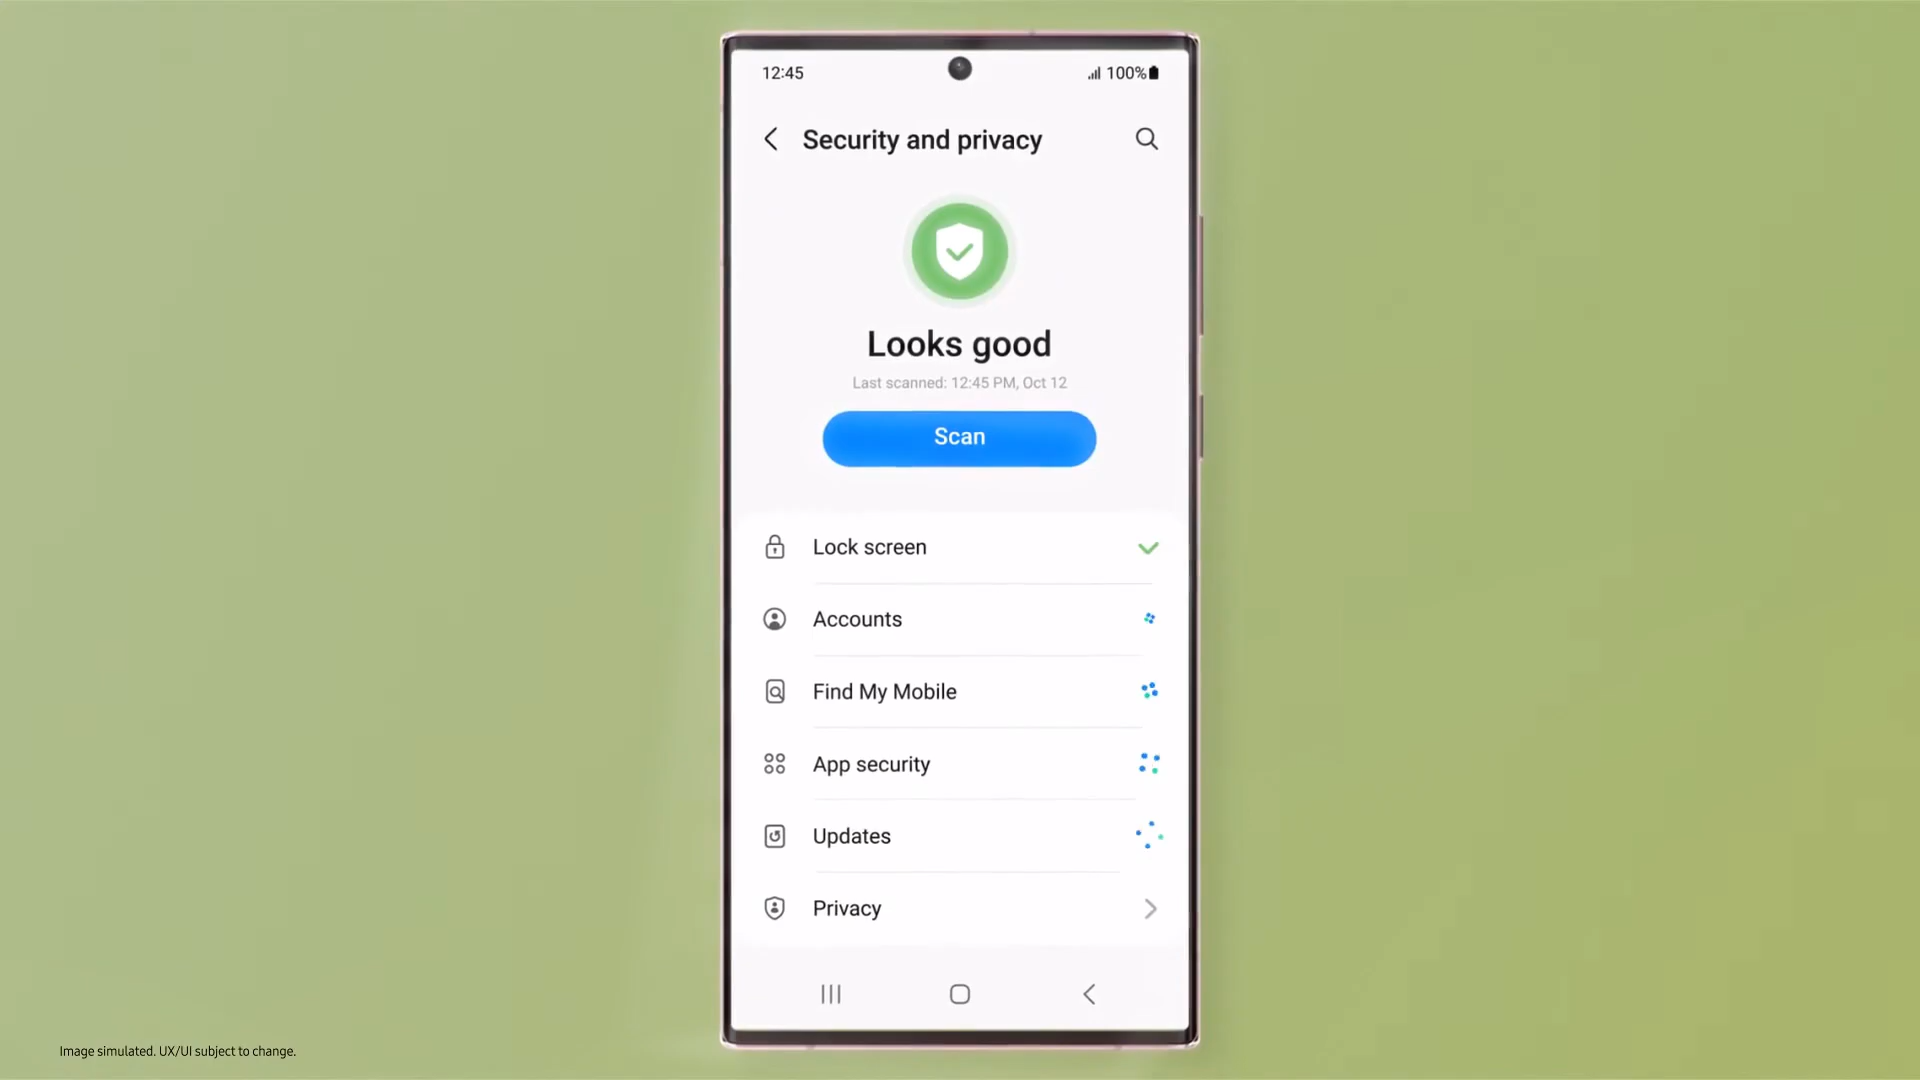 12:45
100%
Security and privacy
Looks good
Last scanned: 12:45 PM, Oct 12
Scan
Lock screen
Accounts
Find My Mobile
App security
Updates
Privacy
Image simulated. UX/UI subject to change.